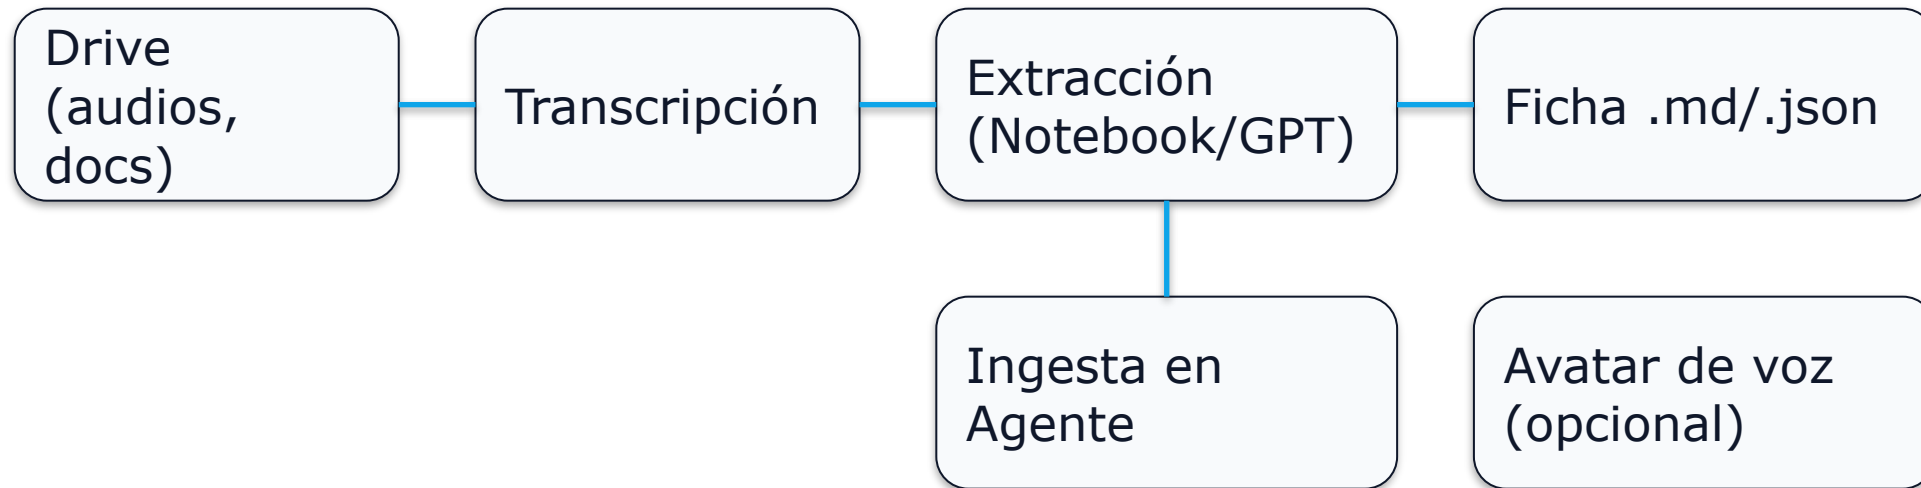 Drive
(audios,
docs)
Transcripción
Extracción
(Notebook/GPT)
Ficha .md/.json
Ingesta en
Agente
Avatar de voz
(opcional)